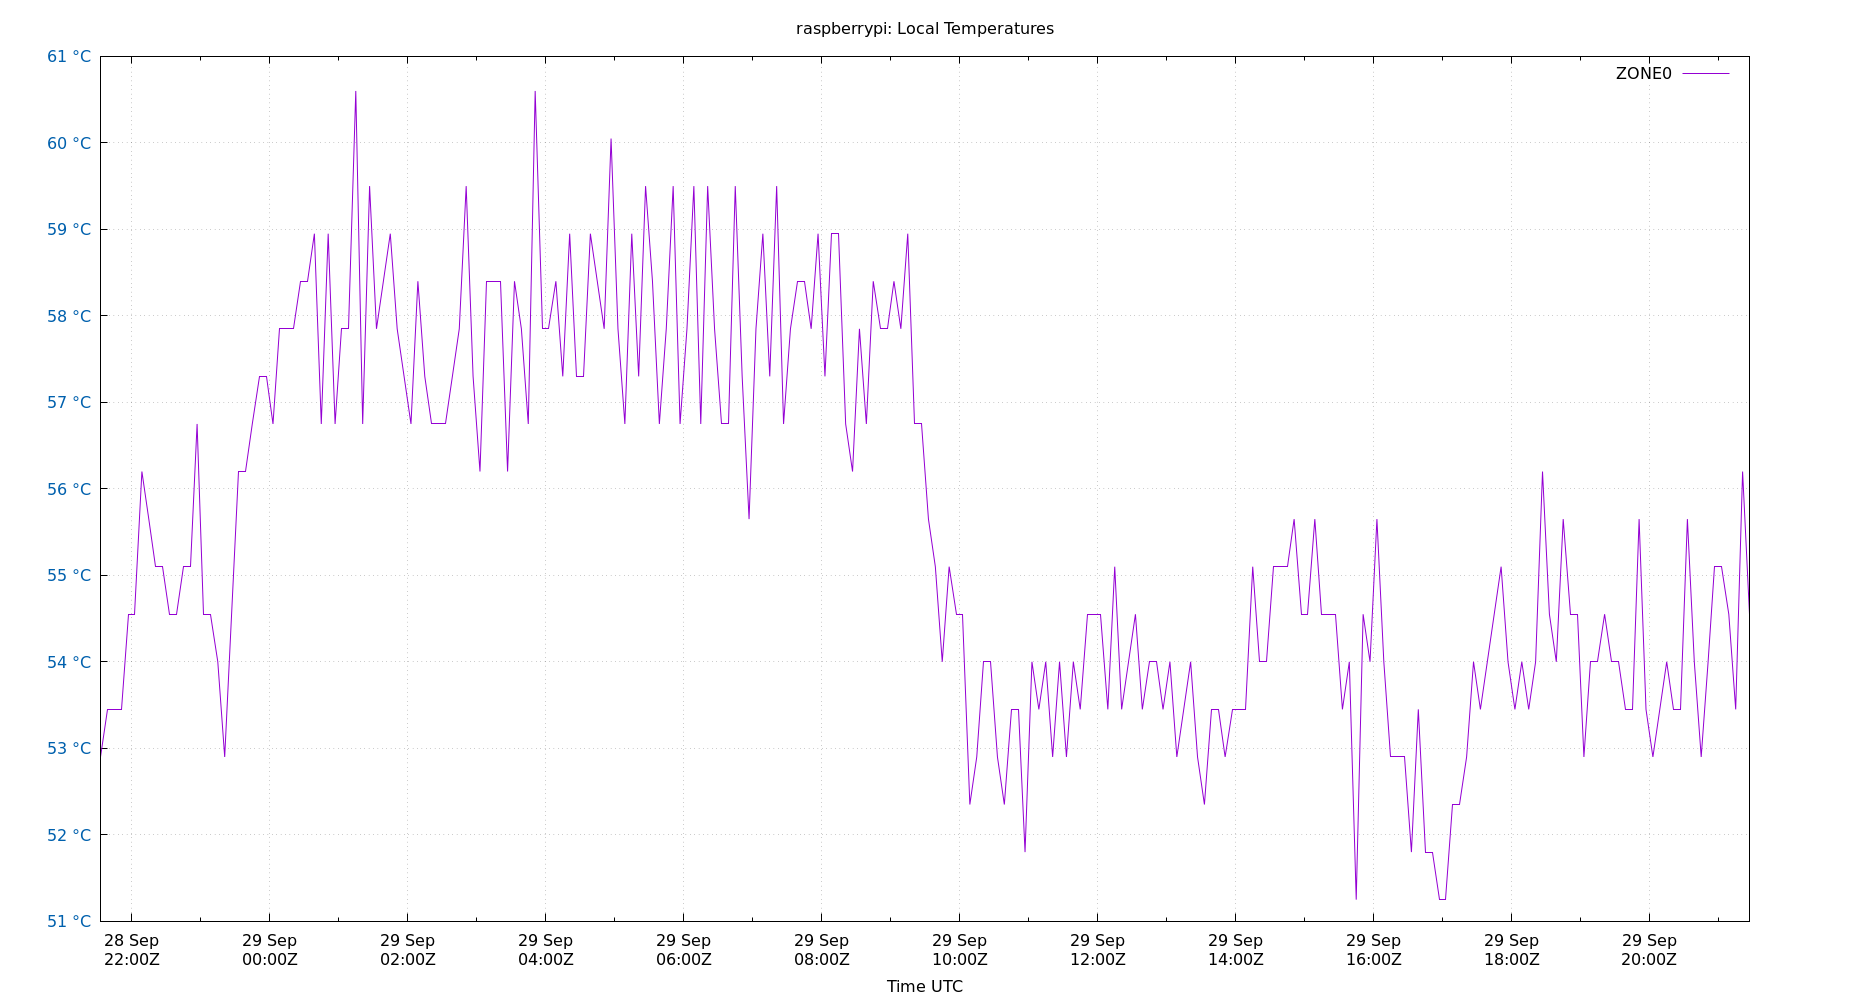 raspberrypi: Local Temperatures
61 °C
ZONE0
60 °C
59 °C
58 °C
57 °C
56 °C
55 °C
54 °C
53 °C
52 °C
51 °C
28 Sep 29 Sep 29 Sep 29 Sep 29 Sep 29 Sep 29 Sep 29 Sep 29 Sep 29 Sep 29 Sep 29 Sep
22:00Z 00:00Z 02:00Z 04:00Z 06:00Z 08:00Z 10:00Z 12:00Z 14:00Z 16:00Z 18:00Z 20:00Z
Time UTC